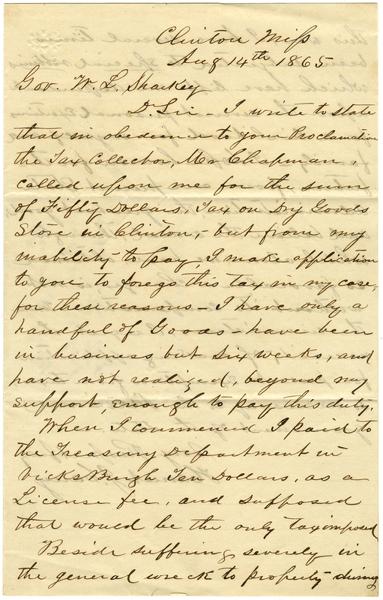 Clinton Miss
Aug 14th 1865
Gov. W. L. Sharkey
D. Sir - I write to state
that in obedience to your Proclamation
the Tax Collector, Mr Chapman,
called upon me for the sum
of Fifty Dollars, Tax on Dry Goods
Store in Clinton, - but from my
inability to pay I make application
to you to forego this tax in my case,
for these reasons - I have only a
handful of Goods - have been
in business but six weeks, and
have not realized, beyond my
support, enough to pay this duty.
When I commenced I paid to
the Treasury Department in
VicksBurgh Ten Dollars, as a
License fee, and supposed
that would be the only tax imposed
Beside suffering severely in
the general wreck to property during